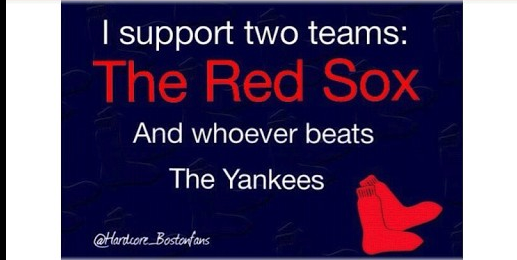 I support two teams:
The Red Sox
And whoever beats
The Yankees
@Hardcore_Bostonfans